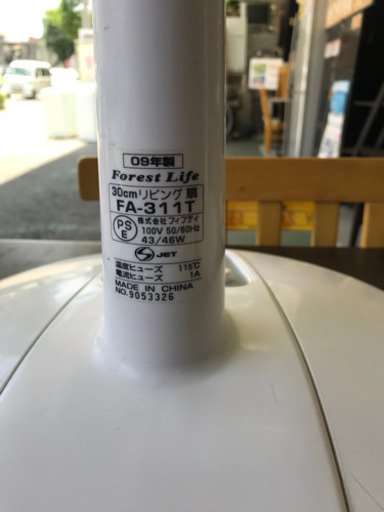 09年製
Forest Life
30cmリビング扇
FA-311T
PS
E
株式会社フィフティ
100V 50/60Hz
43/46W
JET
温度ヒューズ 115℃
電流ヒューズ 1A
MADE IN CHINA
NO.9053326